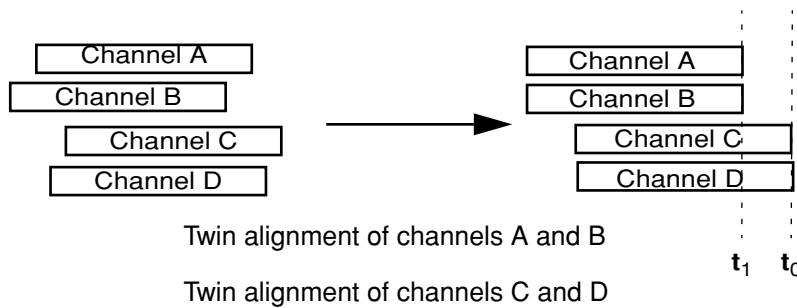 Channel A
Channel B
Channel C
Channel D
Channel A
Channel B
Channel C
Channel D
Twin alignment of channels A and B
t1 t0
Twin alignment of channels C and D